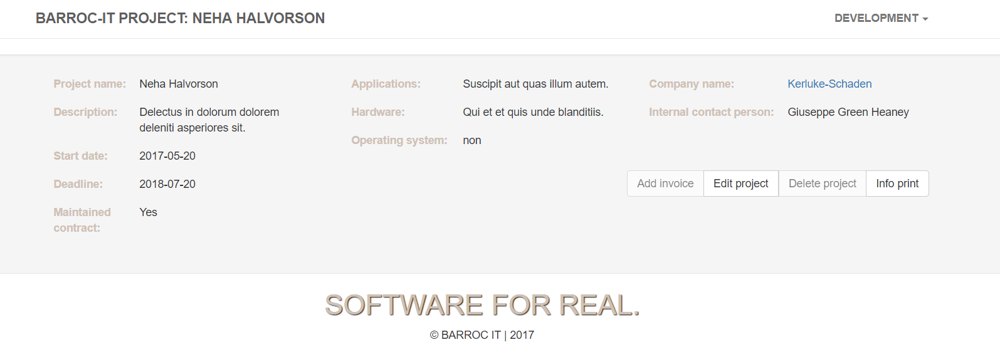 BARROC-IT PROJECT: NEHA HALVORSON
DEVELOPMENT
Project name: Neha Halvorson
Description: Delectus in dolorum dolorem
deleniti asperiores sit.
Start date: 2017-05-20
Deadline: 2018-07-20
Maintained Yes
contract:
Applications: Suscipit aut quas illum autem.
Hardware: Qui et et quis unde blanditiis.
Operating system: non
Company name: Kerluke-Schaden
Internal contact person: Giuseppe Green Heaney
Add invoice Edit project Delete project Info print
SOFTWARE FOR REAL.
© BARROC IT | 2017